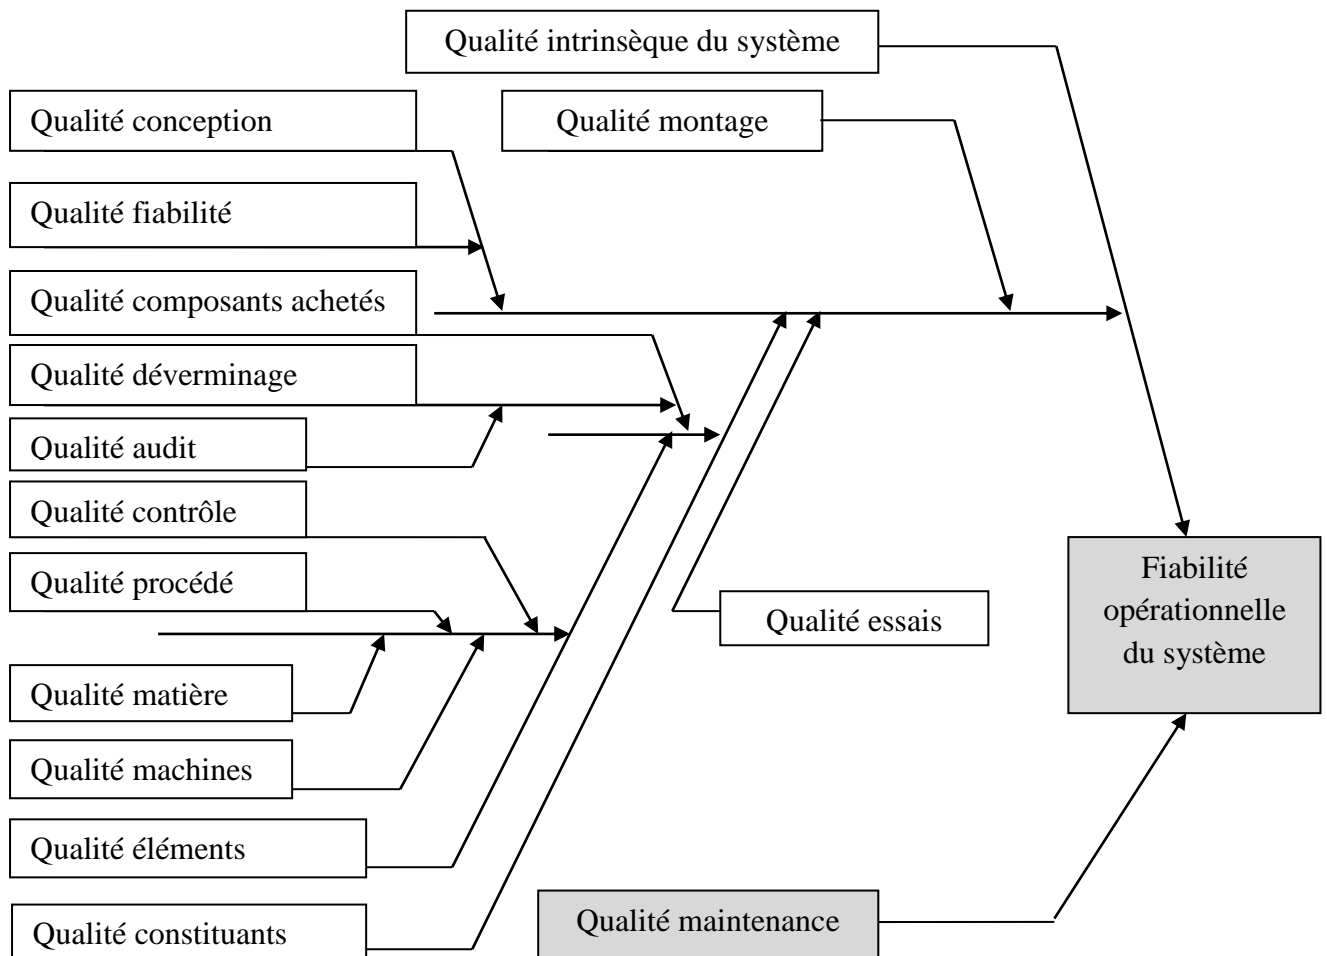 Qualité intrinsèque du système
Qualité conception
Qualité montage
Qualité fiabilité
Qualité composants achetés
Qualité déverminage
Qualité audit
Qualité contrôle
Qualité procédé
Fiabilité
opérationnelle
du système
Qualité essais
Qualité matière
Qualité machines
Qualité éléments
Qualité maintenance
Qualité constituants